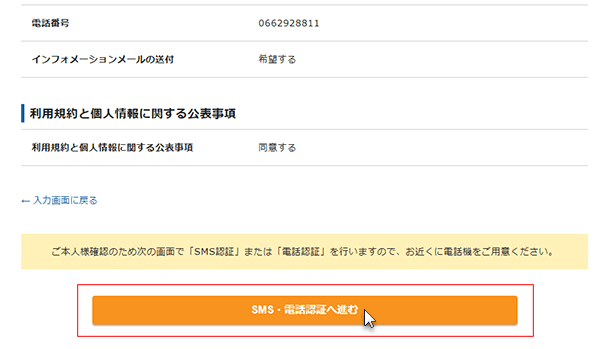 電話番号 0662928811
インフォメーションメールの送付 希望する
利用規約と個人情報に関する公表事項
利用規約と個人情報に関する公表事項 同意する
← 入力画面に戻る
ご本人様確認のため次の画面で「SMS認証」または「電話認証」を行いますので、お近くに電話機をご用意ください。
SMS・電話認証へ進む